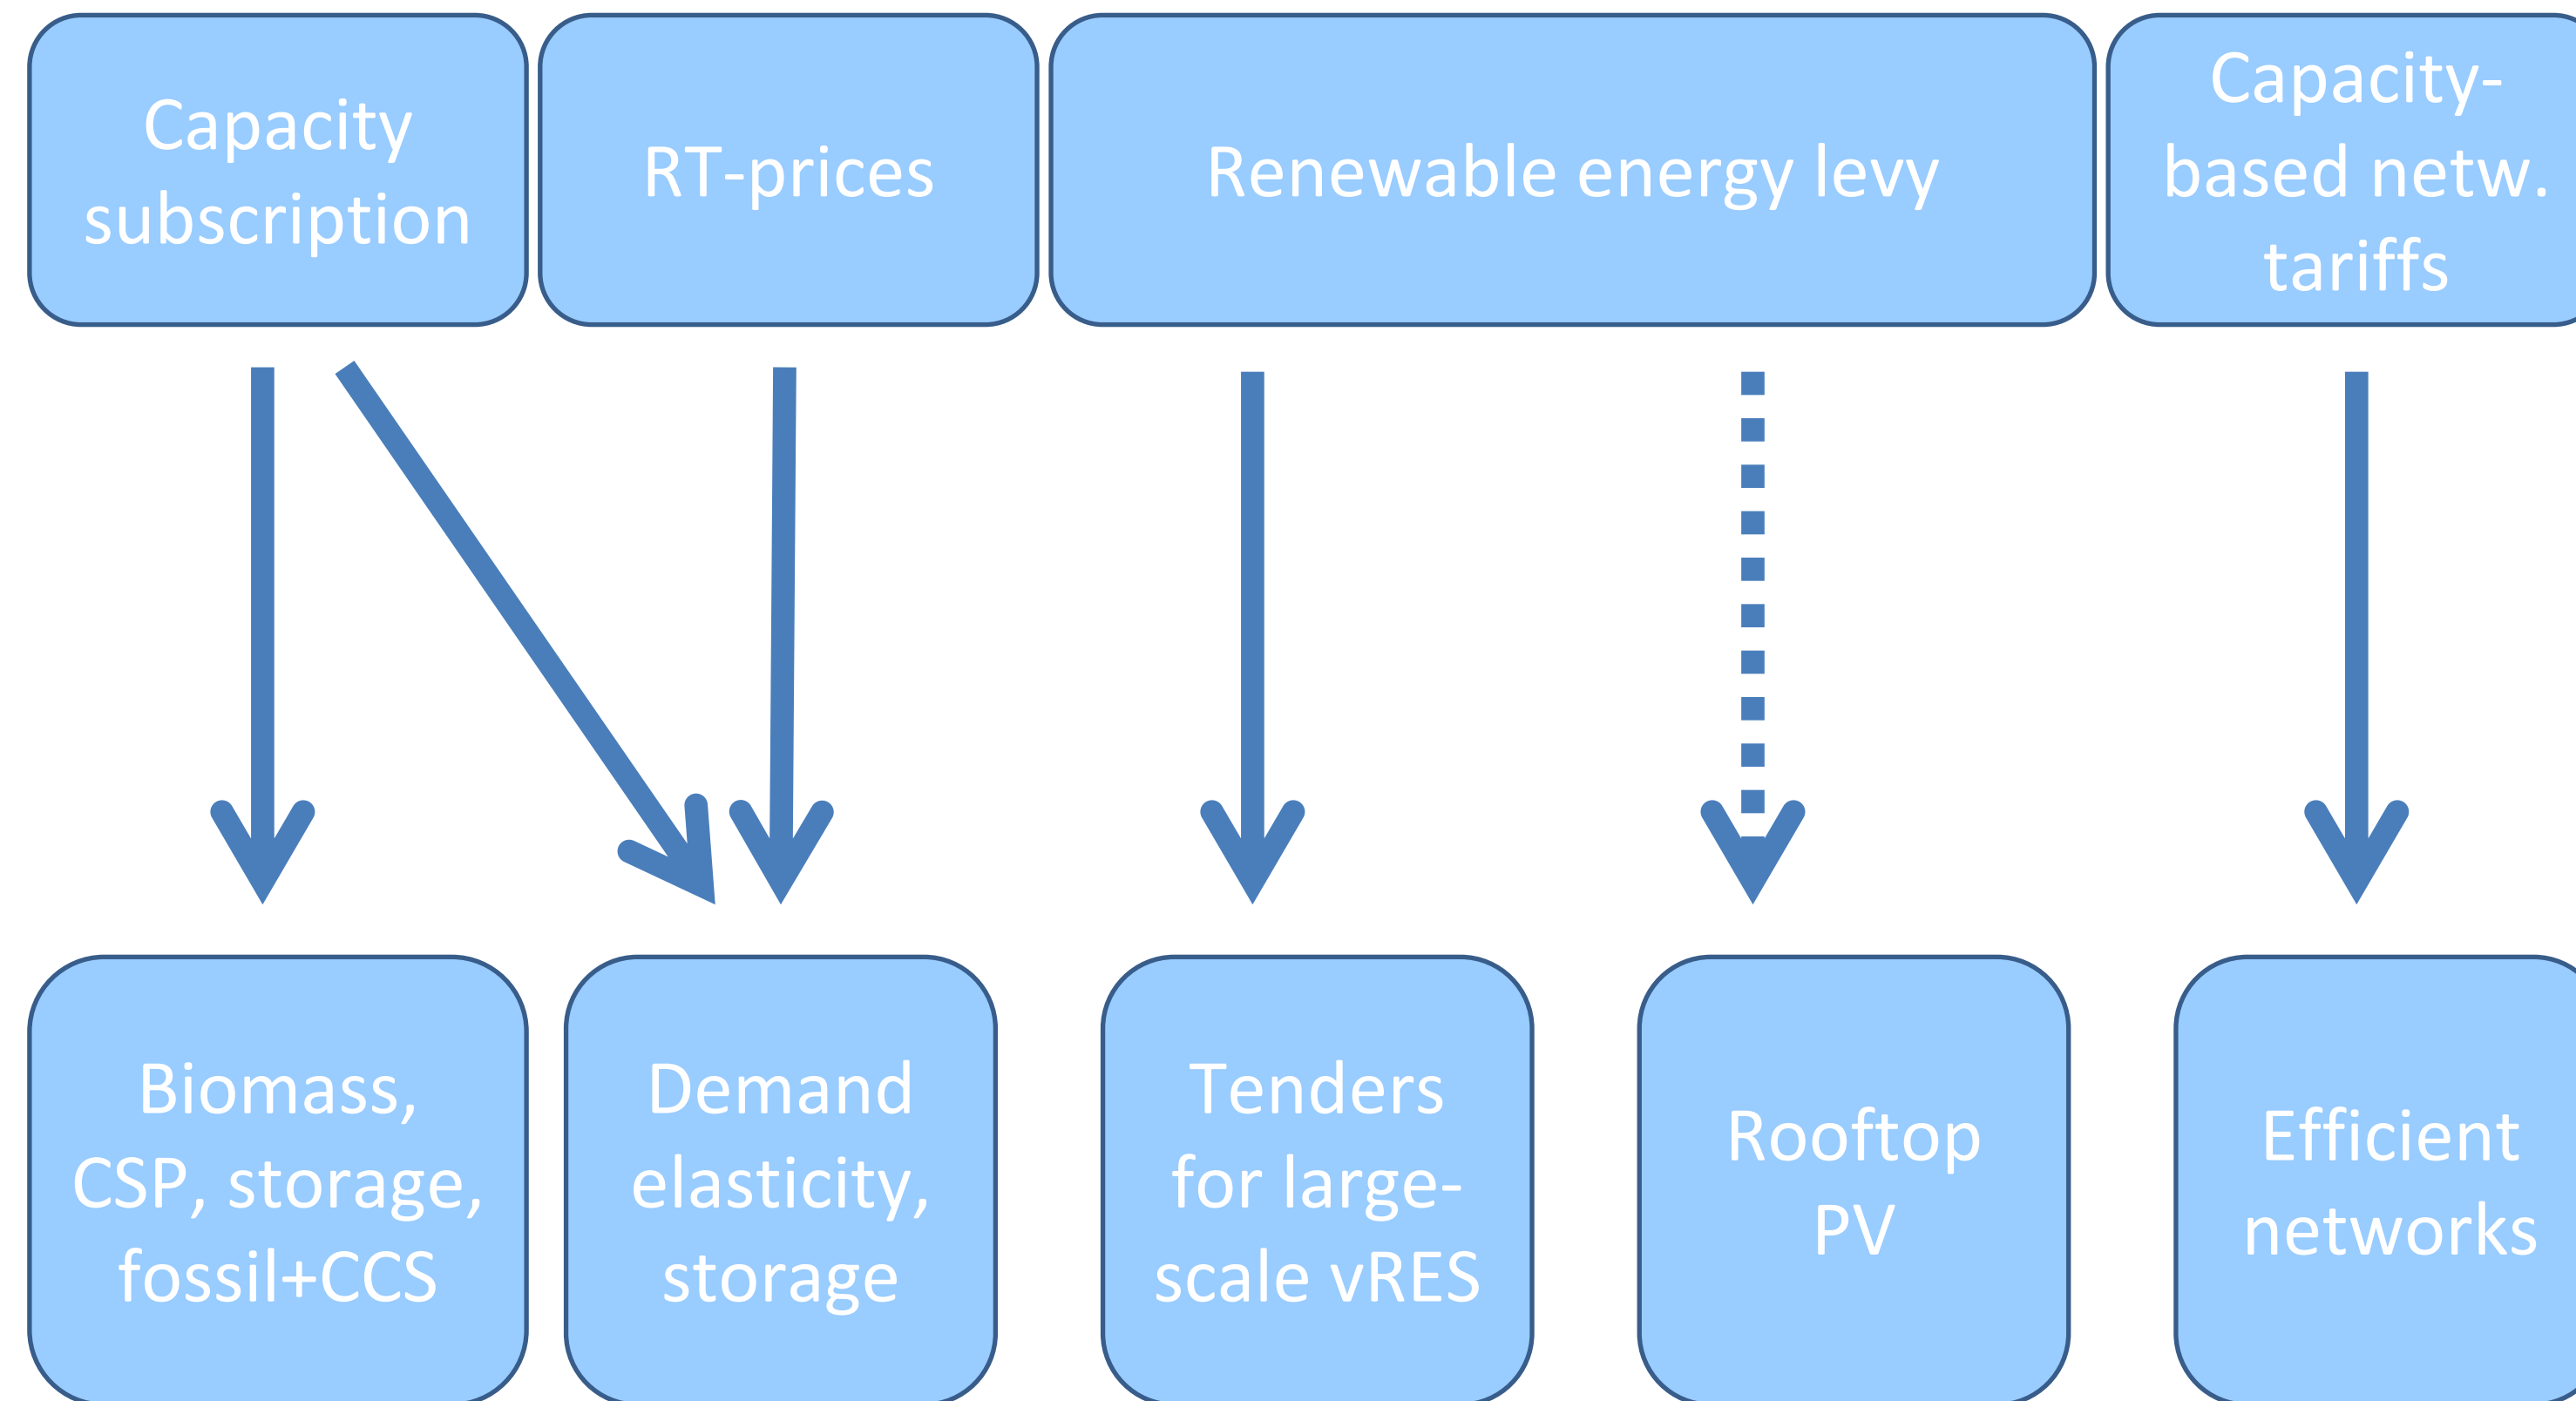 Capacity
subscription
RT-prices
Renewable energy levy
Capacity-
based netw.
tariffs
Biomass,
CSP, storage,
fossil+CCS
Demand
elasticity,
storage
Tenders
for large-
scale vRES
Rooftop
PV
Efficient
networks